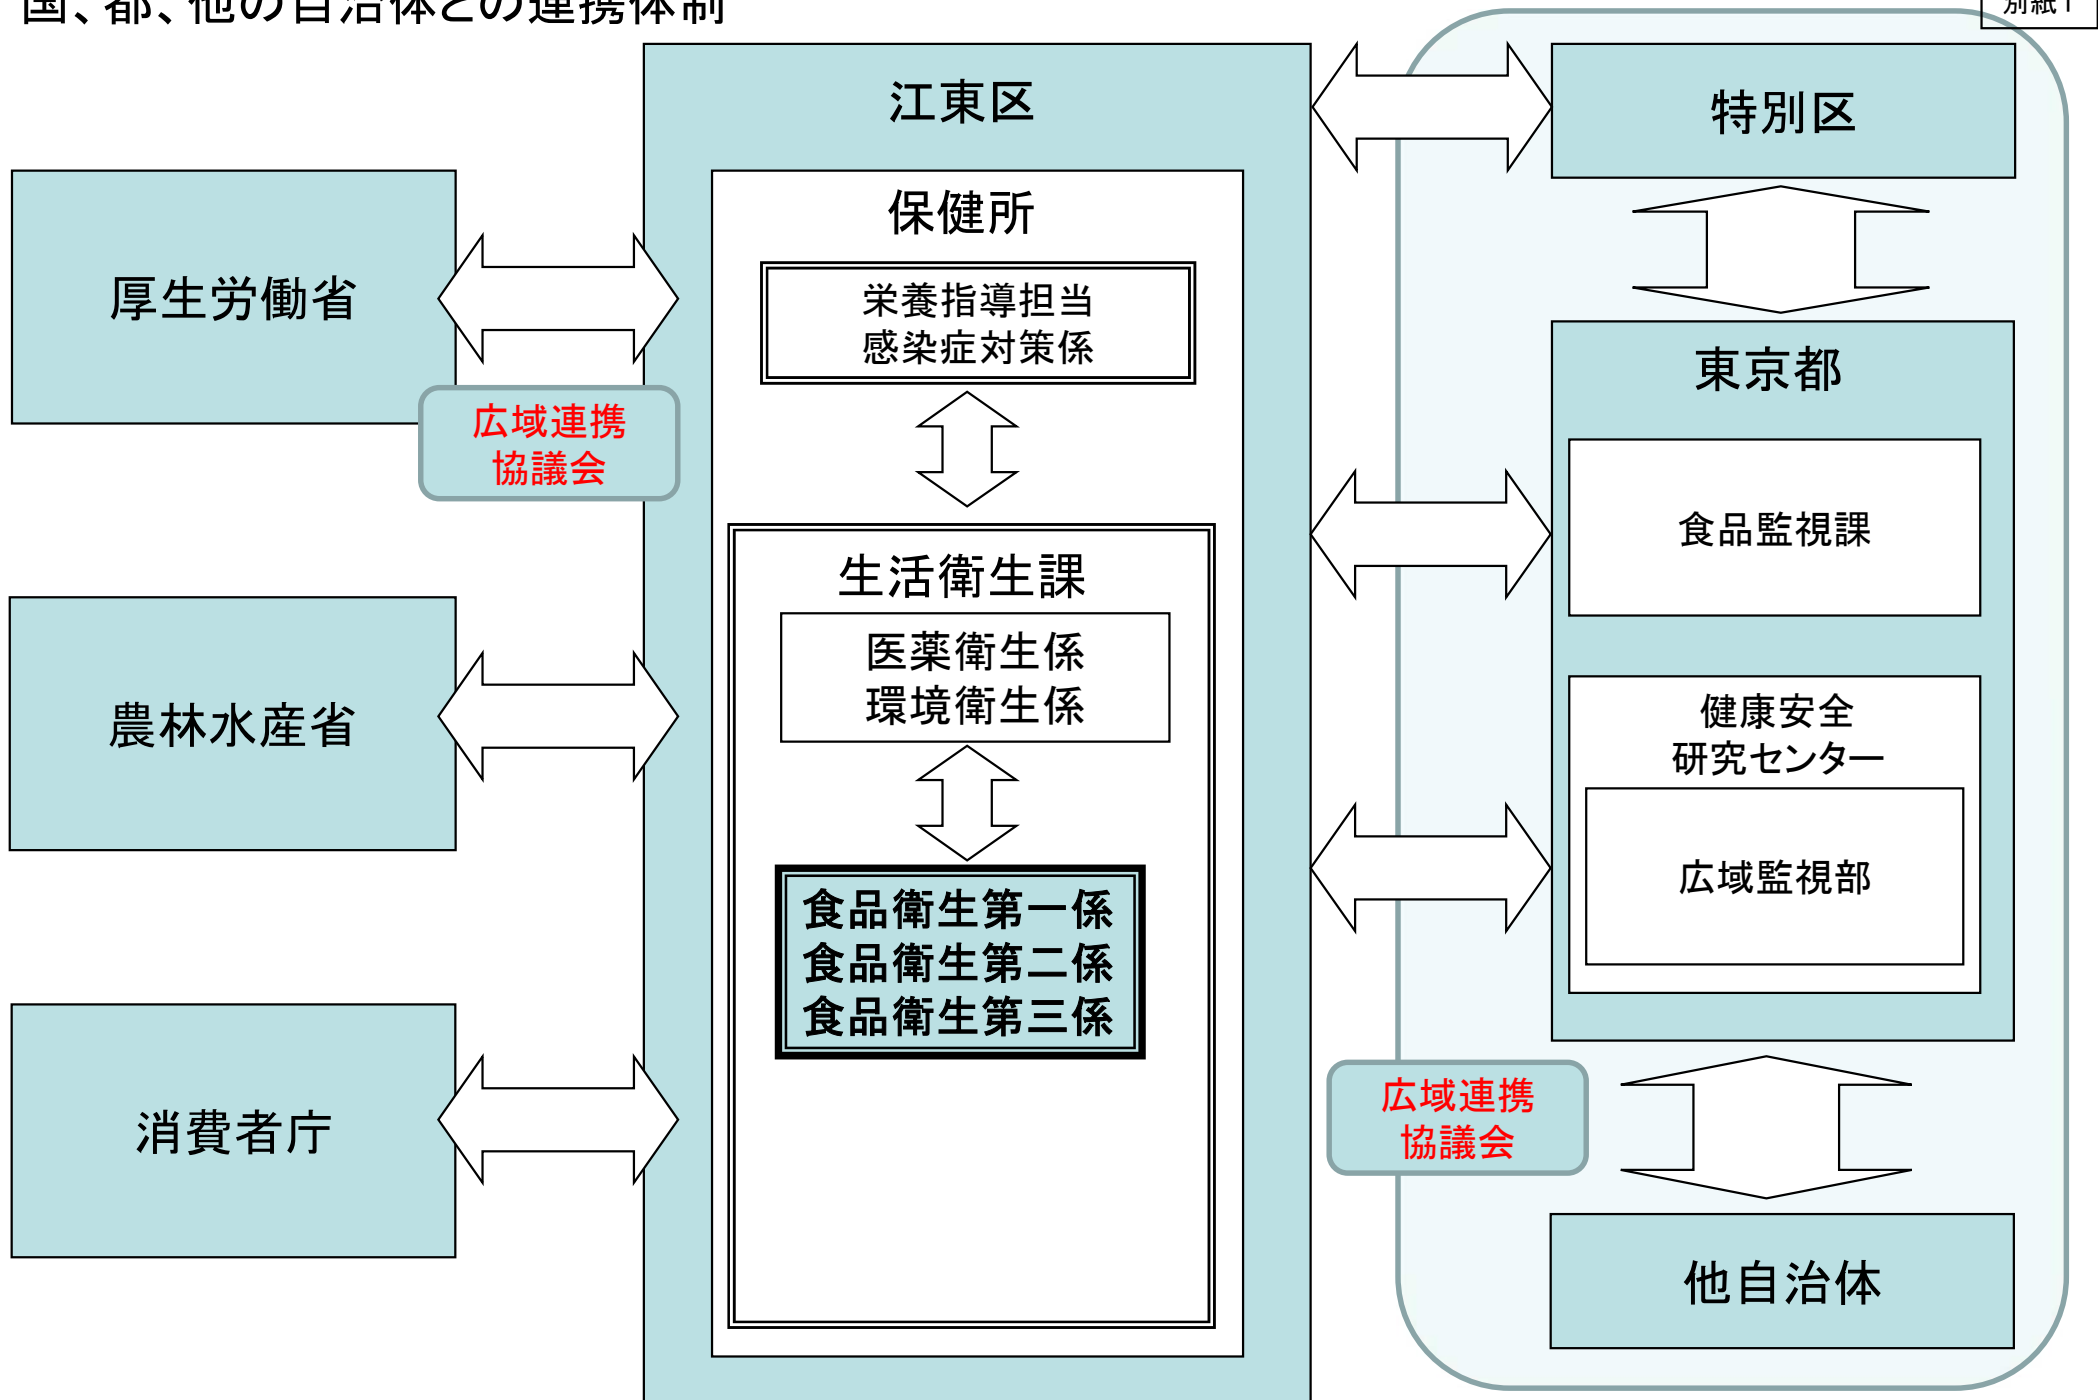 国、都、他の自治体との連携体制
別紙1
厚生労働省
広域連携
協議会
農林水産省
消費者庁
江東区
保健所
栄養指導担当
感染症対策係
生活衛生課
医薬衛生係
環境衛生係
食品衛生第一係
食品衛生第二係
食品衛生第三係
特別区
東京都
食品監視課
健康安全
研究センター
広域監視部
広域連携
協議会
他自治体